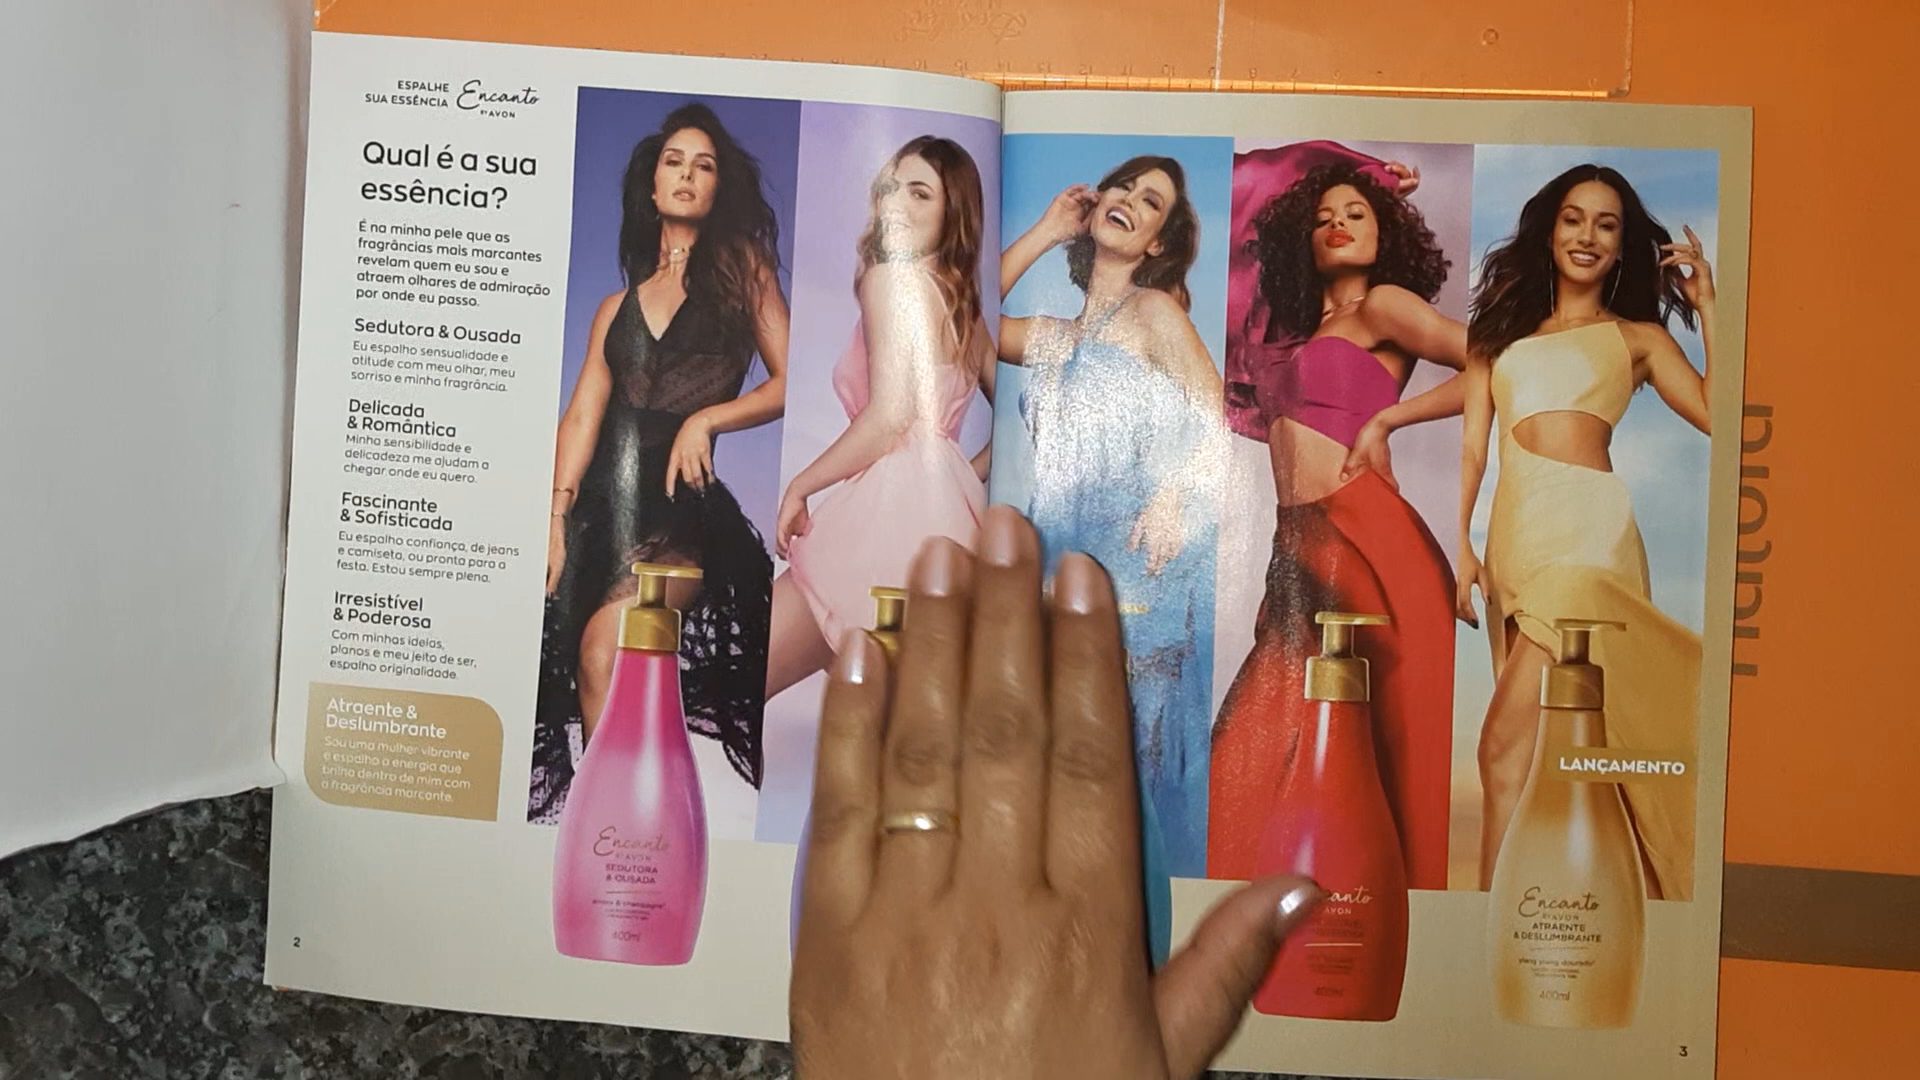 ESPALHE
SUA ESSÊNCIA
Encanto
BY AVON
Qual é a sua
essência?
É na minha pele que as
fragrâncias mais marcantes
revelam quem eu sou e
atraem olhares de admiração
por onde eu passo.
Sedutora & Ousada
Eu espalho sensualidade e
atitude com meu olhar, meu
sorriso e minha fragrância.
Delicada
& Romântica
Minha sensibilidade e
delicadeza me ajudam a
chegar onde eu quero.
Fascinante
& Sofisticada
Eu espalho confiança, de jeans
e camiseta, ou pronta para a
festa. Estou sempre plena.
Irresistível
& Poderosa
Com minhas ideias,
planos e meu jeito de ser,
espalho originalidade.
Atraente &
Deslumbrante
Sou uma mulher vibrante
e espalho a energia que
brilha dentro de mim com
a fragrância marcante.
Encanto
BY AVON
SEDUTORA
& OUSADA
400ml
2
canto
AVON
400ml
LANÇAMENTO
Encanto
BY AVON
ATRAENTE
& DESLUMBRANTE
ylang ylang dourado
400ml
3
natura